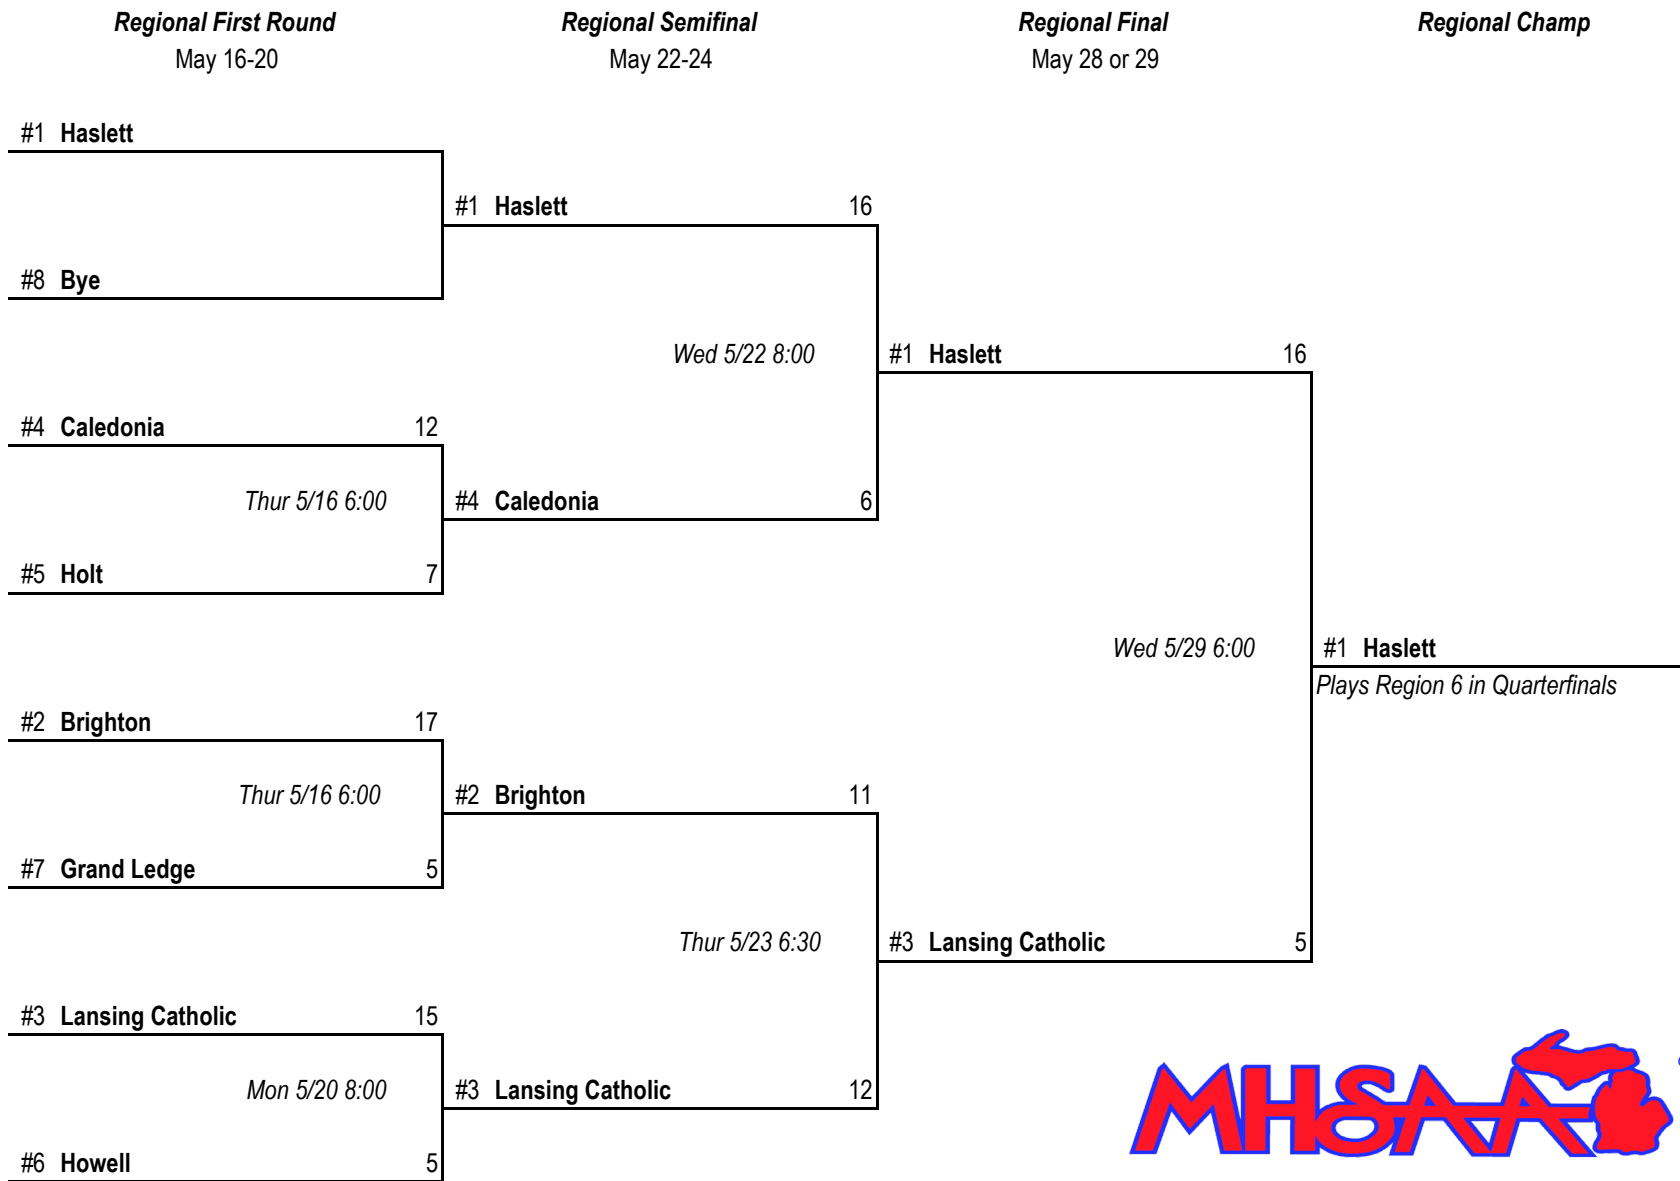 Regional First Round
May 16-20
Regional Semifinal
May 22-24
Regional Final
May 28 or 29
Regional Champ
#1 Haslett
#1 Haslett 16
#8 Bye
Wed 5/22 8:00
#1 Haslett 16
#4 Caledonia 12
Thur 5/16 6:00
#4 Caledonia 6
#5 Holt 7
Wed 5/29 6:00
#1 Haslett
Plays Region 6 in Quarterfinals
#2 Brighton 17
Thur 5/16 6:00
#2 Brighton 11
#7 Grand Ledge 5
Thur 5/23 6:30
#3 Lansing Catholic 5
#3 Lansing Catholic 15
Mon 5/20 8:00
#3 Lansing Catholic 12
#6 Howell 5
MHSAA